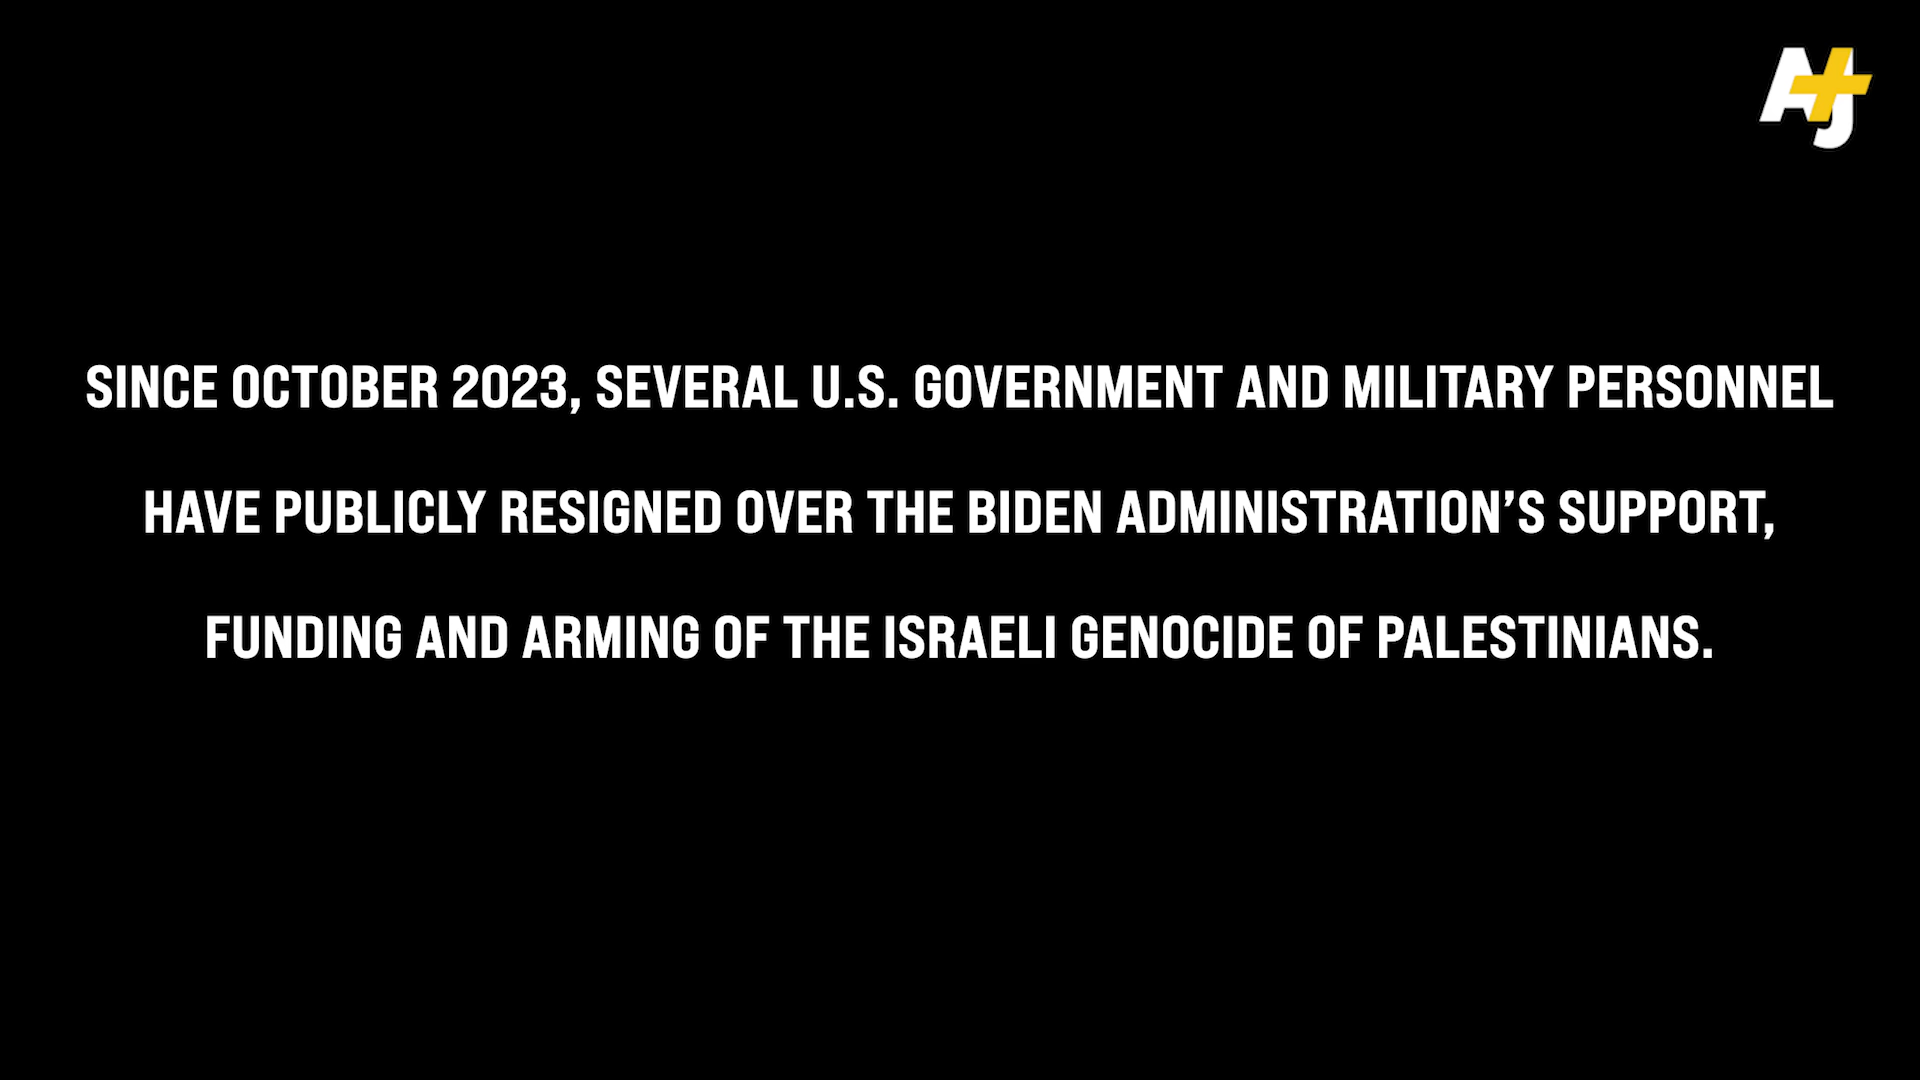 AJ+
SINCE OCTOBER 2023, SEVERAL U.S. GOVERNMENT AND MILITARY PERSONNEL
HAVE PUBLICLY RESIGNED OVER THE BIDEN ADMINISTRATION’S SUPPORT,
FUNDING AND ARMING OF THE ISRAELI GENOCIDE OF PALESTINIANS.